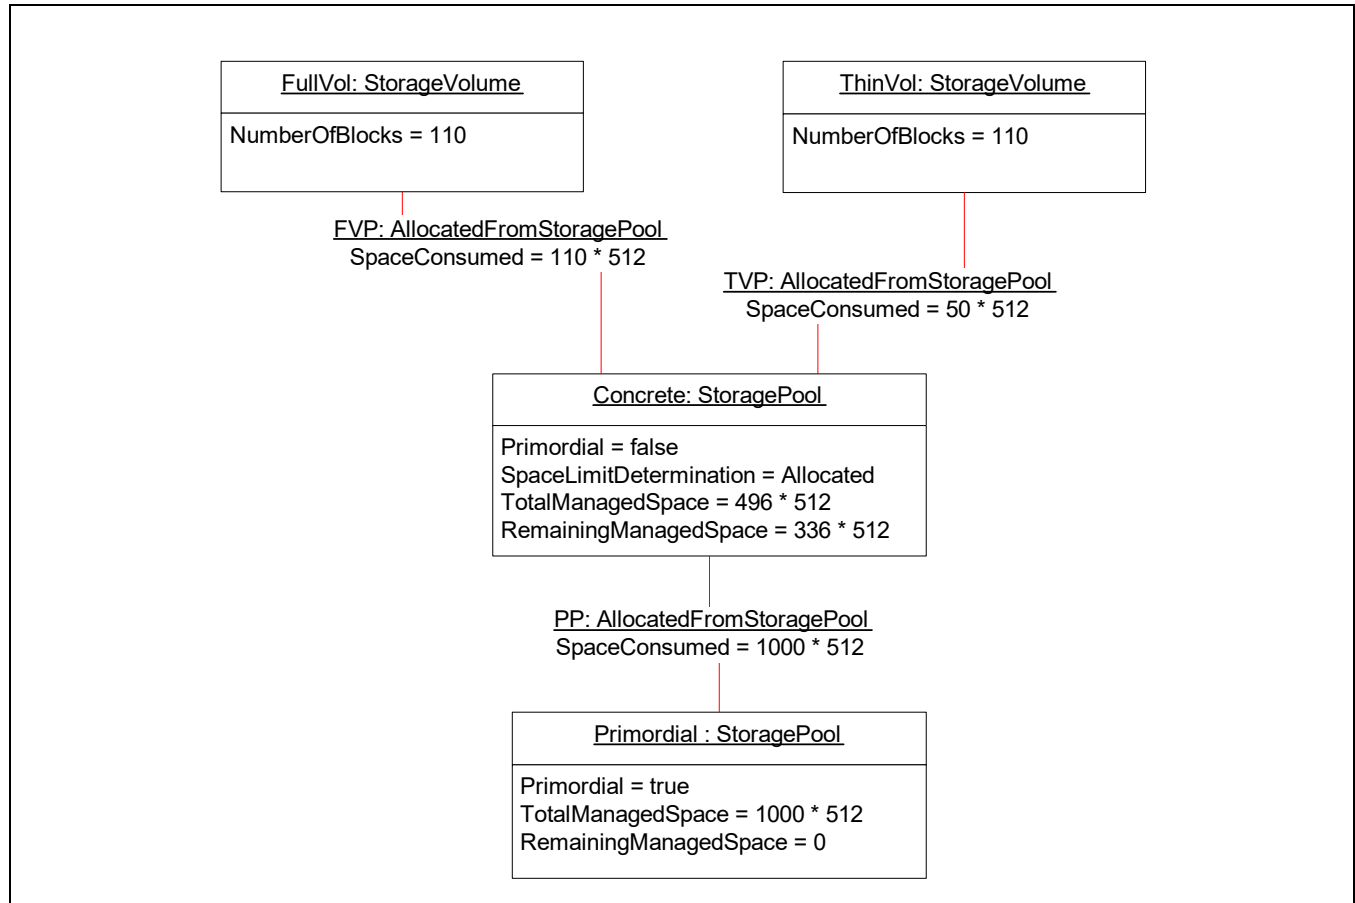 FullVol: StorageVolume
NumberOfBlocks = 110
ThinVol: StorageVolume
NumberOfBlocks = 110
FVP: AllocatedFromStoragePool
SpaceConsumed = 110 * 512
TVP: AllocatedFromStoragePool
SpaceConsumed = 50 * 512
Concrete: StoragePool
Primordial = false
SpaceLimitDetermination = Allocated
TotalManagedSpace = 496 * 512
RemainingManagedSpace = 336 * 512
PP: AllocatedFromStoragePool
SpaceConsumed = 1000 * 512
Primordial : StoragePool
Primordial = true
TotalManagedSpace = 1000 * 512
RemainingManagedSpace = 0